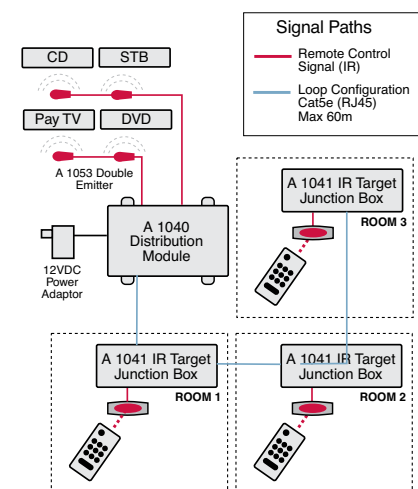 Signal Paths
Remote Control
Signal (IR)
Loop Configuration
Cat5e (RJ45)
Max 60m
CD
STB
Pay TV
DVD
A 1053 Double
Emitter
A 1040
Distribution
Module
12VDC
Power
Adaptor
A 1041 IR Target
Junction Box
ROOM 3
A 1041 IR Target
Junction Box
ROOM 1
A 1041 IR Target
Junction Box
ROOM 2